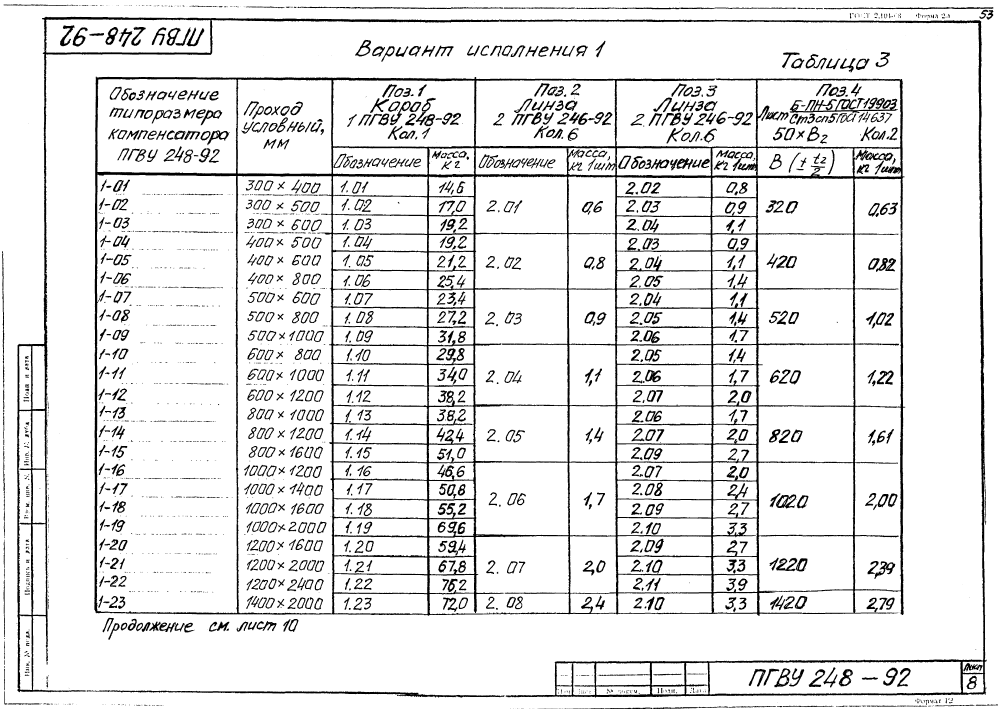 ГОСТ 2.104-68 Форма 2а 53
ПГВУ 248-92
Вариант исполнения 1
Таблица 3
Обозначение типоразмера компенсатора ПГВУ 248-92
Проход условный, мм
Поз. 1 Караб 1 ПГВУ 248-92 Кол. 1
Поз. 2 Линза 2 ПГВУ 246-92 Кол. 6
Поз. 3 Линза 2 ПГВУ 246-92 Кол. 6
Поз. 4 Лист Б-ПН-5 ГОСТ 19903 Ст3сп5 ГОСТ 14637 50×В₂ Кол. 2
Обозначение Масса, кг Обозначение Масса, кг 1шт Обозначение Масса, кг 1шт В (± t₂/2) Масса, кг 1шт
1-01 300×400 1.01 14,6 2.02 0,8
1-02 300×500 1.02 17,0 2.01 0,6 2.03 0,9 320 0,63
1-03 300×600 1.03 19,2 2.04 1,1
1-04 400×500 1.04 19,2 2.03 0,9
1-05 400×600 1.05 21,2 2.02 0,8 2.04 1,1 420 0,82
1-06 400×800 1.06 25,4 2.05 1,4
1-07 500×600 1.07 23,4 2.04 1,1
1-08 500×800 1.08 27,2 2.03 0,9 2.05 1,4 520 1,02
1-09 500×1000 1.09 31,8 2.06 1,7
1-10 600×800 1.10 29,8 2.05 1,4
1-11 600×1000 1.11 34,0 2.04 1,1 2.06 1,7 620 1,22
1-12 600×1200 1.12 38,2 2.07 2,0
1-13 800×1000 1.13 38,2 2.06 1,7
1-14 800×1200 1.14 42,4 2.05 1,4 2.07 2,0 820 1,61
1-15 800×1600 1.15 51,0 2.09 2,7
1-16 1000×1200 1.16 46,6 2.07 2,0
1-17 1000×1400 1.17 50,8 2.06 1,7 2.08 2,4 1020 2,00
1-18 1000×1600 1.18 55,2 2.09 2,7
1-19 1000×2000 1.19 69,6 2.10 3,3
1-20 1200×1600 1.20 59,4 2.09 2,7
1-21 1200×2000 1.21 67,8 2.07 2,0 2.10 3,3 1220 2,39
1-22 1200×2400 1.22 76,2 2.11 3,9
1-23 1400×2000 1.23 72,0 2.08 2,4 2.10 3,3 1420 2,79
Продолжение см. лист 10
Подп. и дата
Подпись и дата
Инв. № подл.
№ докум. Подп. Дата
ПГВУ 248-92
Лист
8
Формат 12